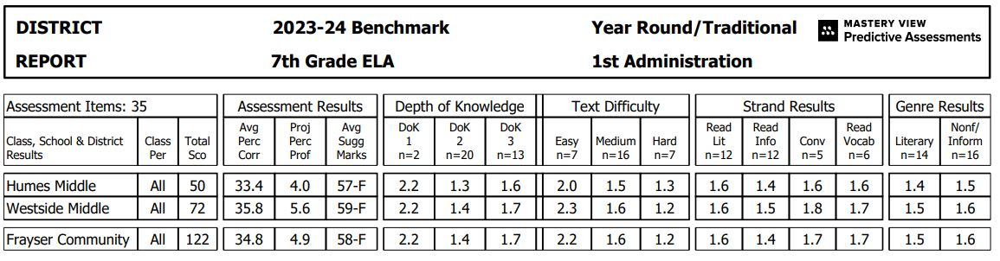 DISTRICT 2023-24 Benchmark Year Round/Traditional MASTERY VIEW
Predictive Assessments
REPORT 7th Grade ELA 1st Administration
Assessment Items: 35 Assessment Results Depth of Knowledge Text Difficulty Strand Results Genre Results
Avg Proj Avg DoK DoK DoK Read Read Read Nonf/
Class, School & District Class Total Perc Perc Sugg 1 2 3 Easy Medium Hard Lit Info Conv Vocab Literary Inform
Results Per Sco Corr Prof Marks n=2 n=20 n=13 n=7 n=16 n=7 n=12 n=12 n=5 n=6 n=14 n=16
Humes Middle All 50 33.4 4.0 57-F 2.2 1.3 1.6 2.0 1.5 1.3 1.6 1.4 1.6 1.6 1.4 1.5
Westside Middle All 72 35.8 5.6 59-F 2.2 1.4 1.7 2.3 1.6 1.2 1.6 1.5 1.8 1.7 1.5 1.6
Frayser Community All 122 34.8 4.9 58-F 2.2 1.4 1.7 2.2 1.6 1.2 1.6 1.4 1.7 1.7 1.5 1.6